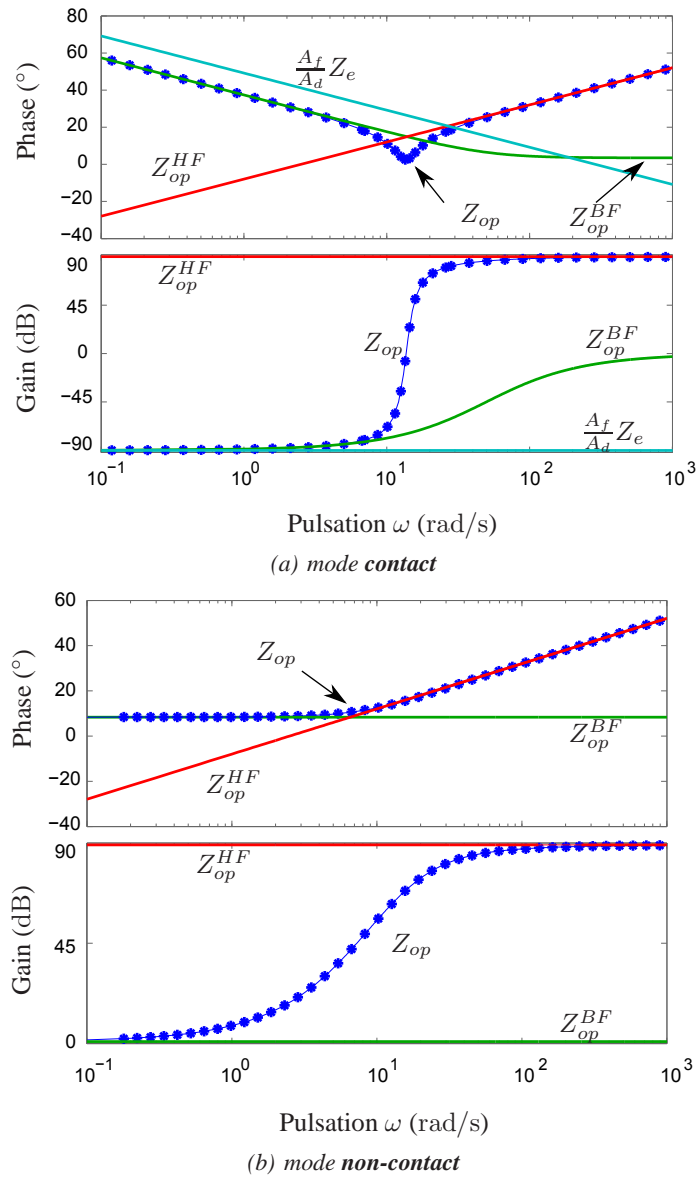 80
60
40
20
0
−20
−40
Phase (°)
A_f/A_d Z_e
Z_op^HF
Z_op
Z_op^BF
90
45
0
−45
−90
Gain (dB)
Z_op^HF
Z_op
Z_op^BF
A_f/A_d Z_e
10^−1 10^0 10^1 10^2 10^3
Pulsation ω (rad/s)
(a) mode contact
60
40
20
0
−20
−40
Phase (°)
Z_op
Z_op^BF
Z_op^HF
90
45
0
Gain (dB)
Z_op^HF
Z_op
Z_op^BF
10^−1 10^0 10^1 10^2 10^3
Pulsation ω (rad/s)
(b) mode non-contact